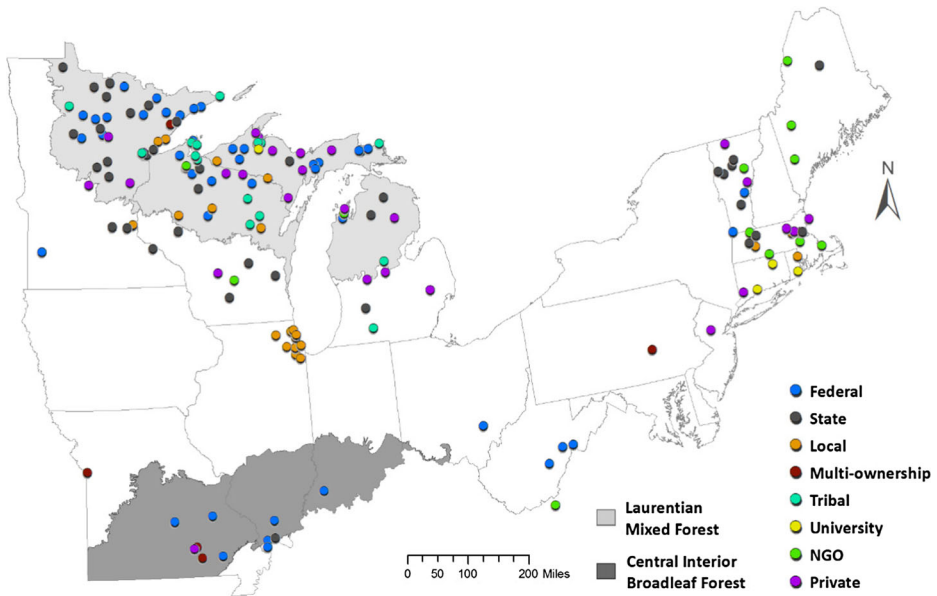 N
Federal
State
Local
Multi-ownership
Tribal
University
NGO
Private
Laurentian
Mixed Forest
Central Interior
Broadleaf Forest
0 50 100 200 Miles